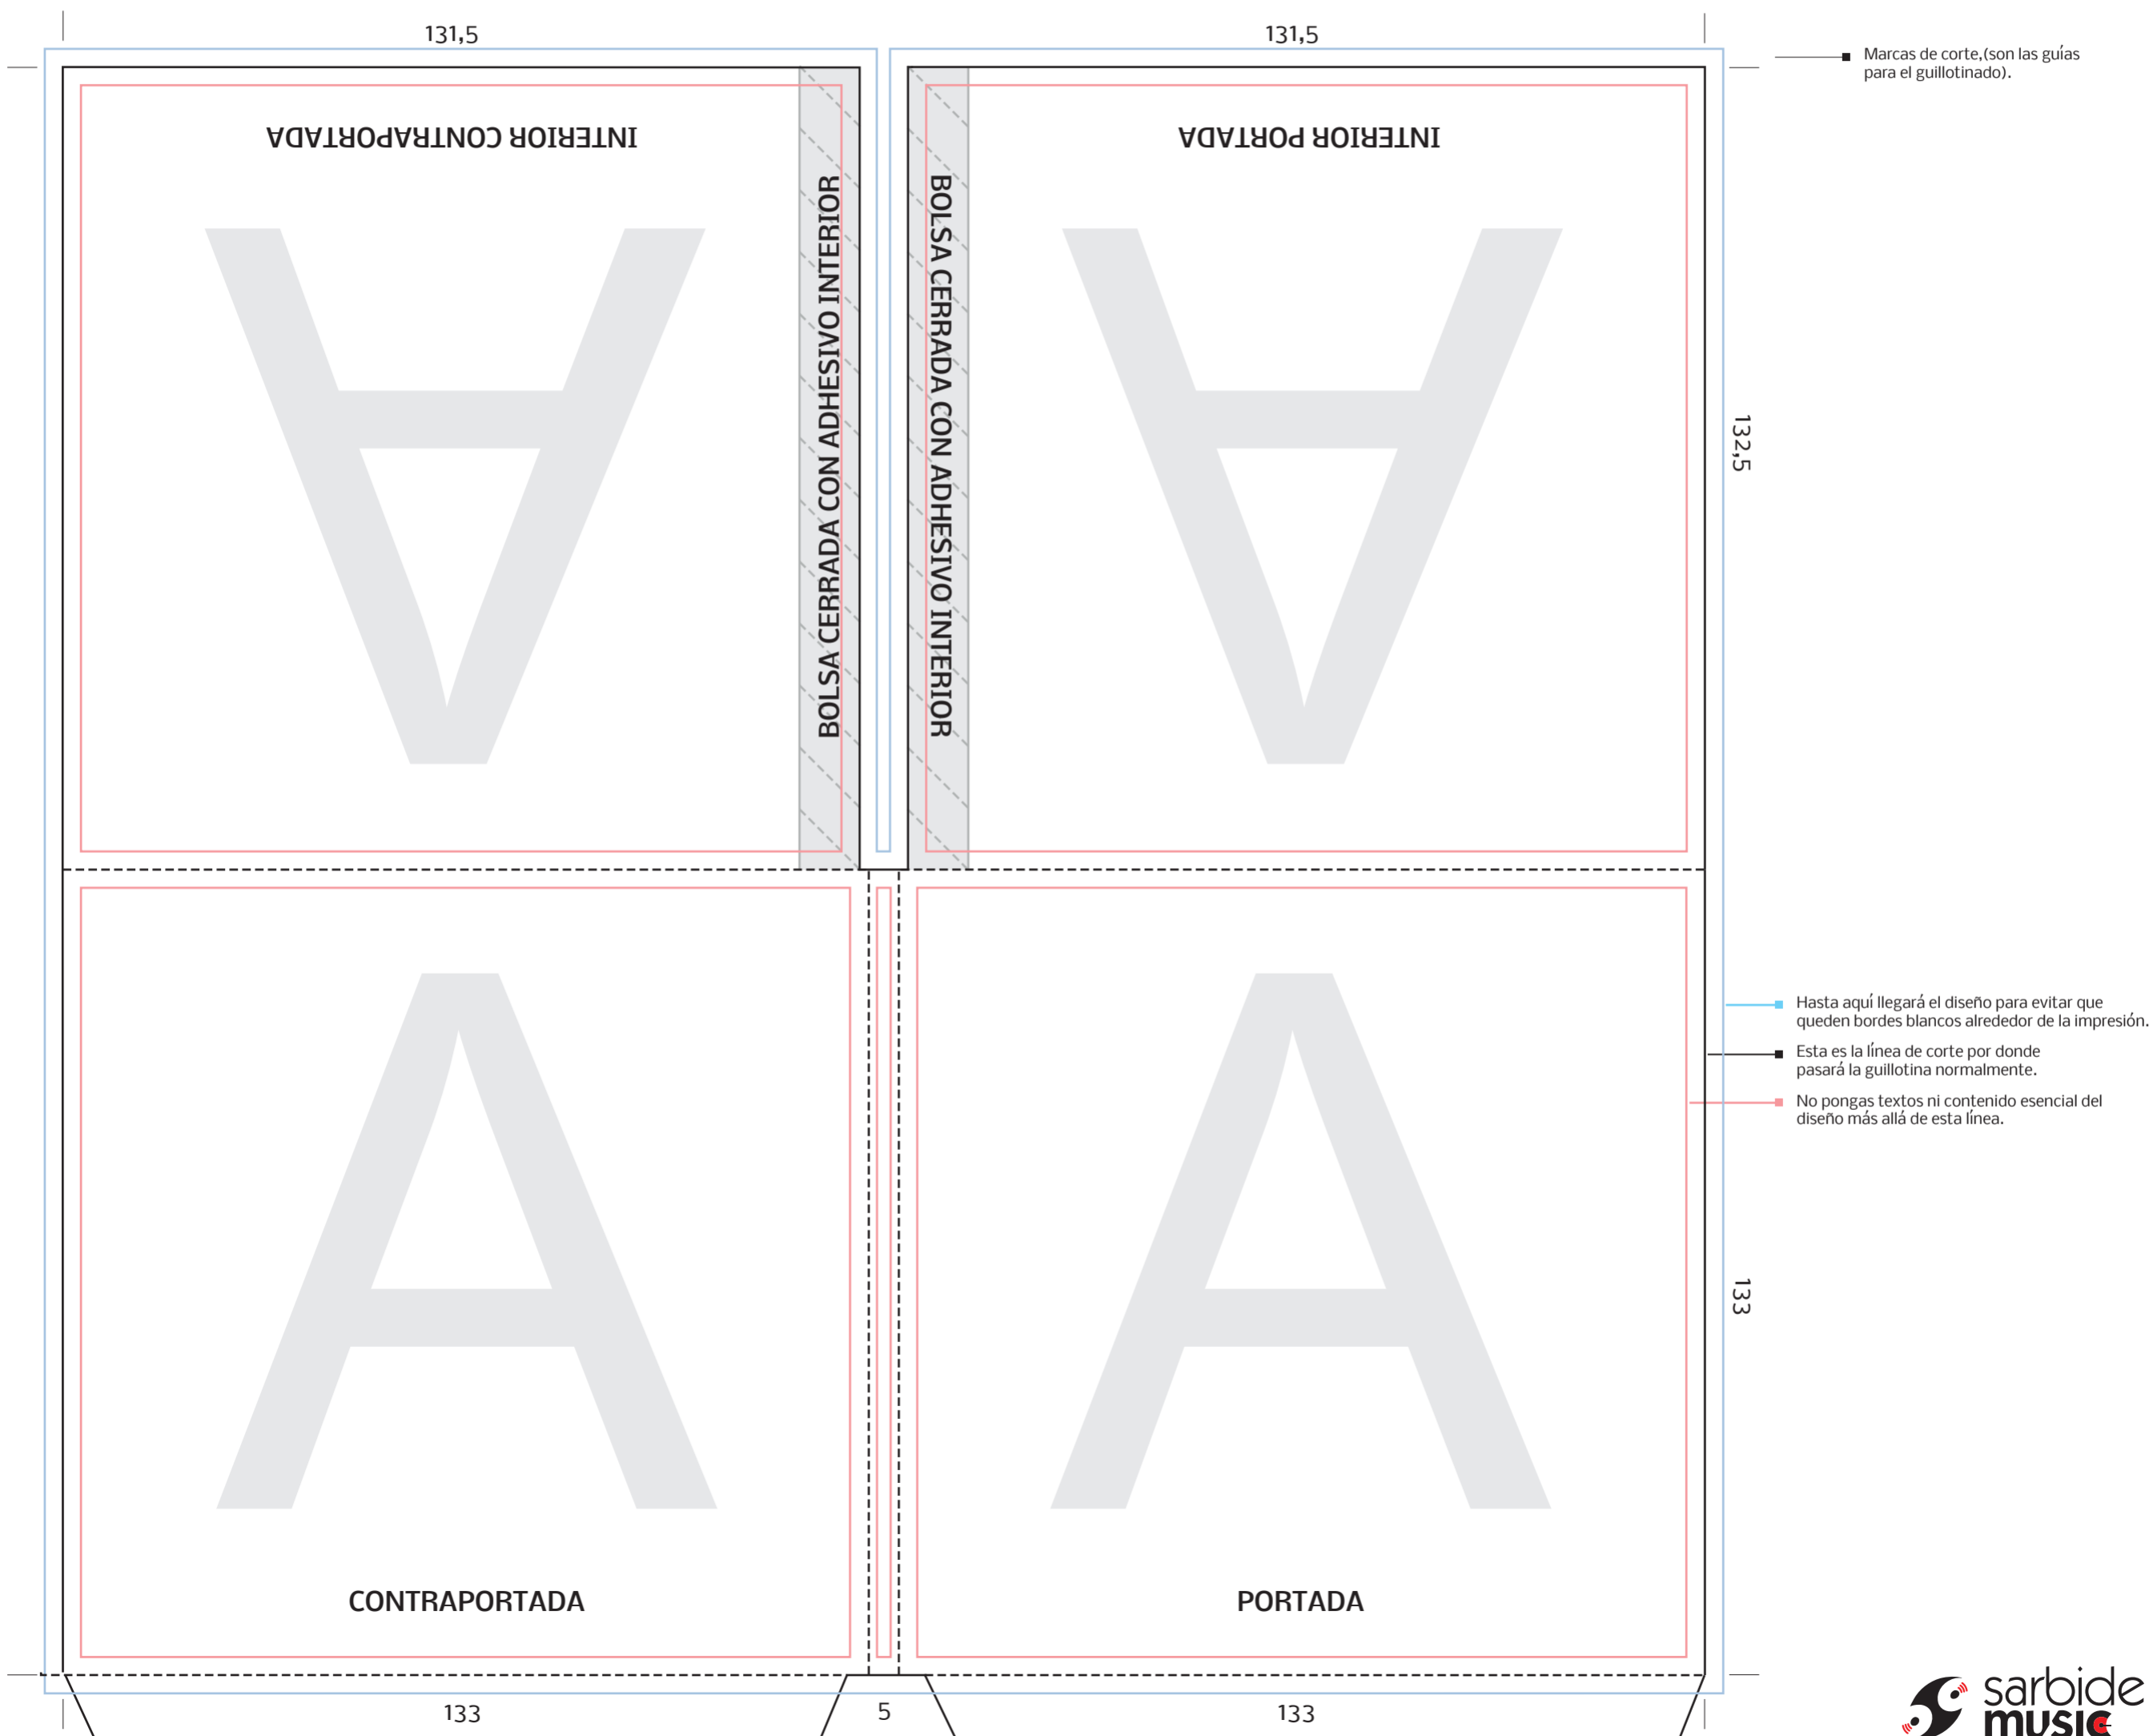 131,5
131,5
Marcas de corte,(son las guías
para el guillotinado).
INTERIOR CONTRAPORTADA
INTERIOR PORTADA
BOLSA CERRADA CON ADHESIVO INTERIOR
BOLSA CERRADA CON ADHESIVO INTERIOR
A
A
132,5
Hasta aquí llegará el diseño para evitar que
queden bordes blancos alrededor de la impresión.
Esta es la línea de corte por donde
pasará la guillotina normalmente.
No pongas textos ni contenido esencial del
diseño más allá de esta línea.
A
A
133
CONTRAPORTADA
PORTADA
133
5
133
sarbide
music